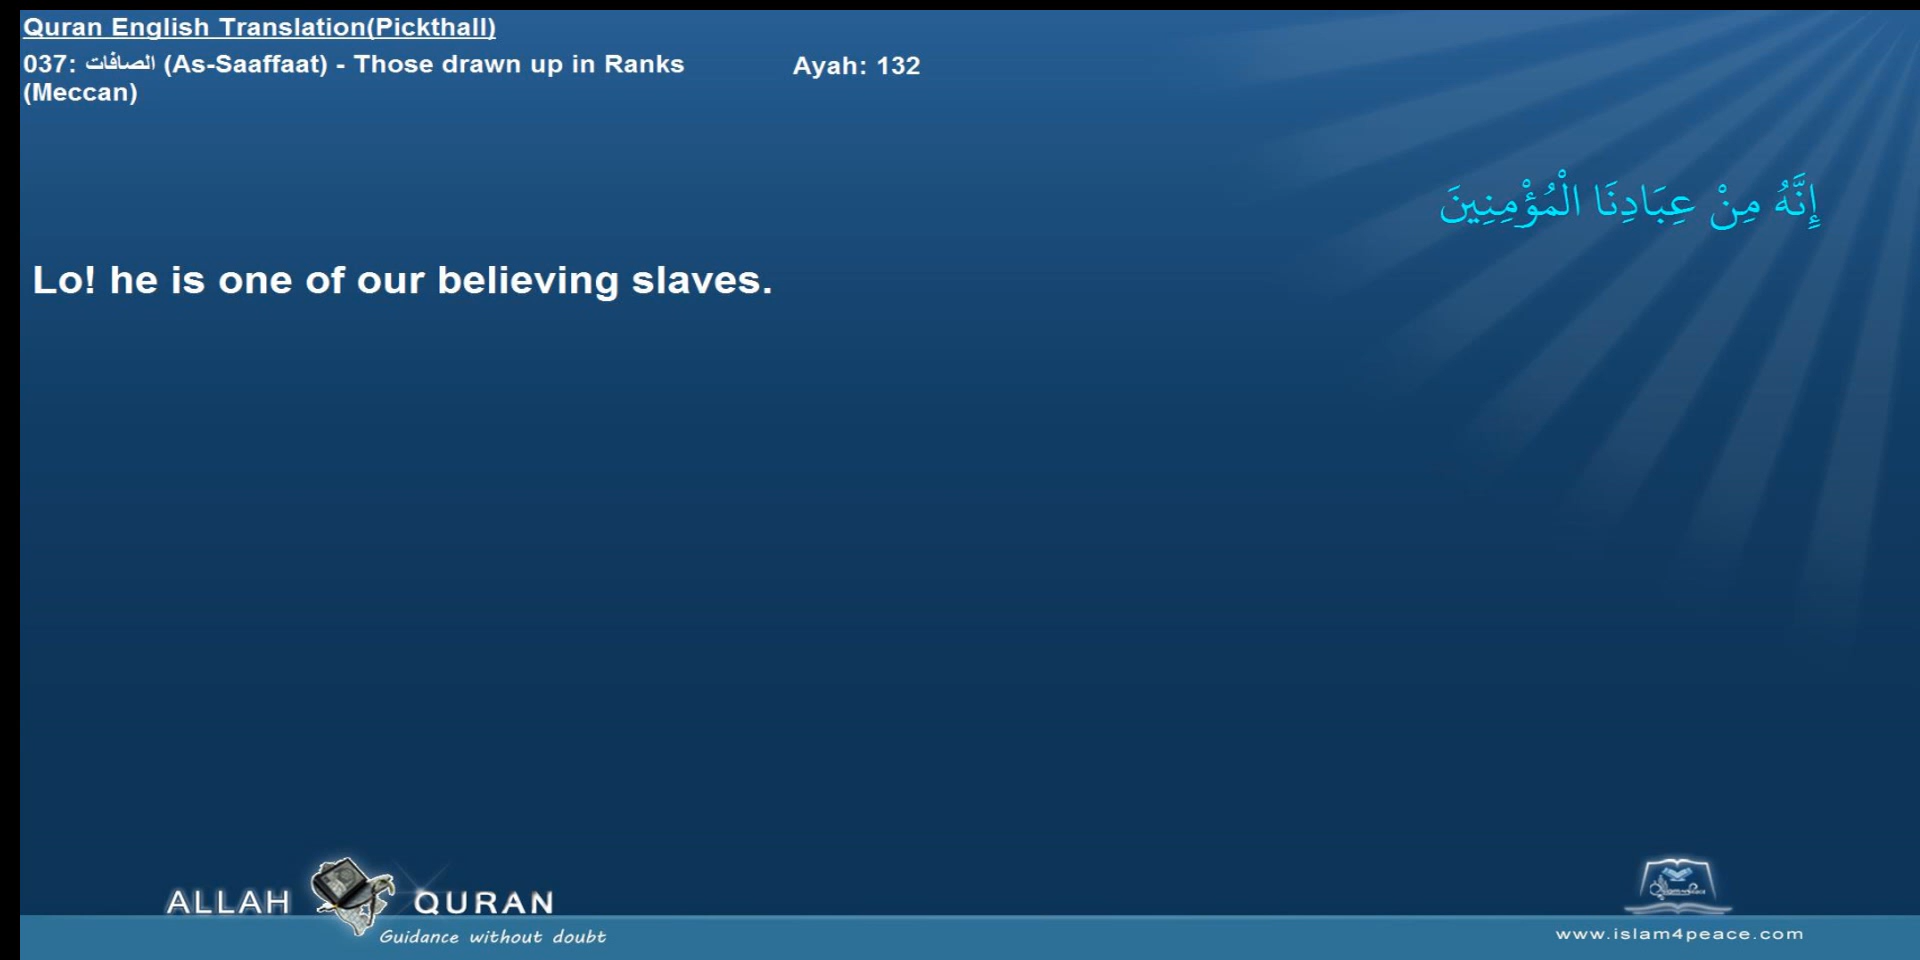 Quran English Translation(Pickthall)
037: الصافات (As-Saaffaat) - Those drawn up in Ranks
(Meccan)
Ayah: 132
إِنَّهُ مِنْ عِبَادِنَا الْمُؤْمِنِينَ
Lo! he is one of our believing slaves.
ALLAH QURAN
Guidance without doubt
www.islam4peace.com